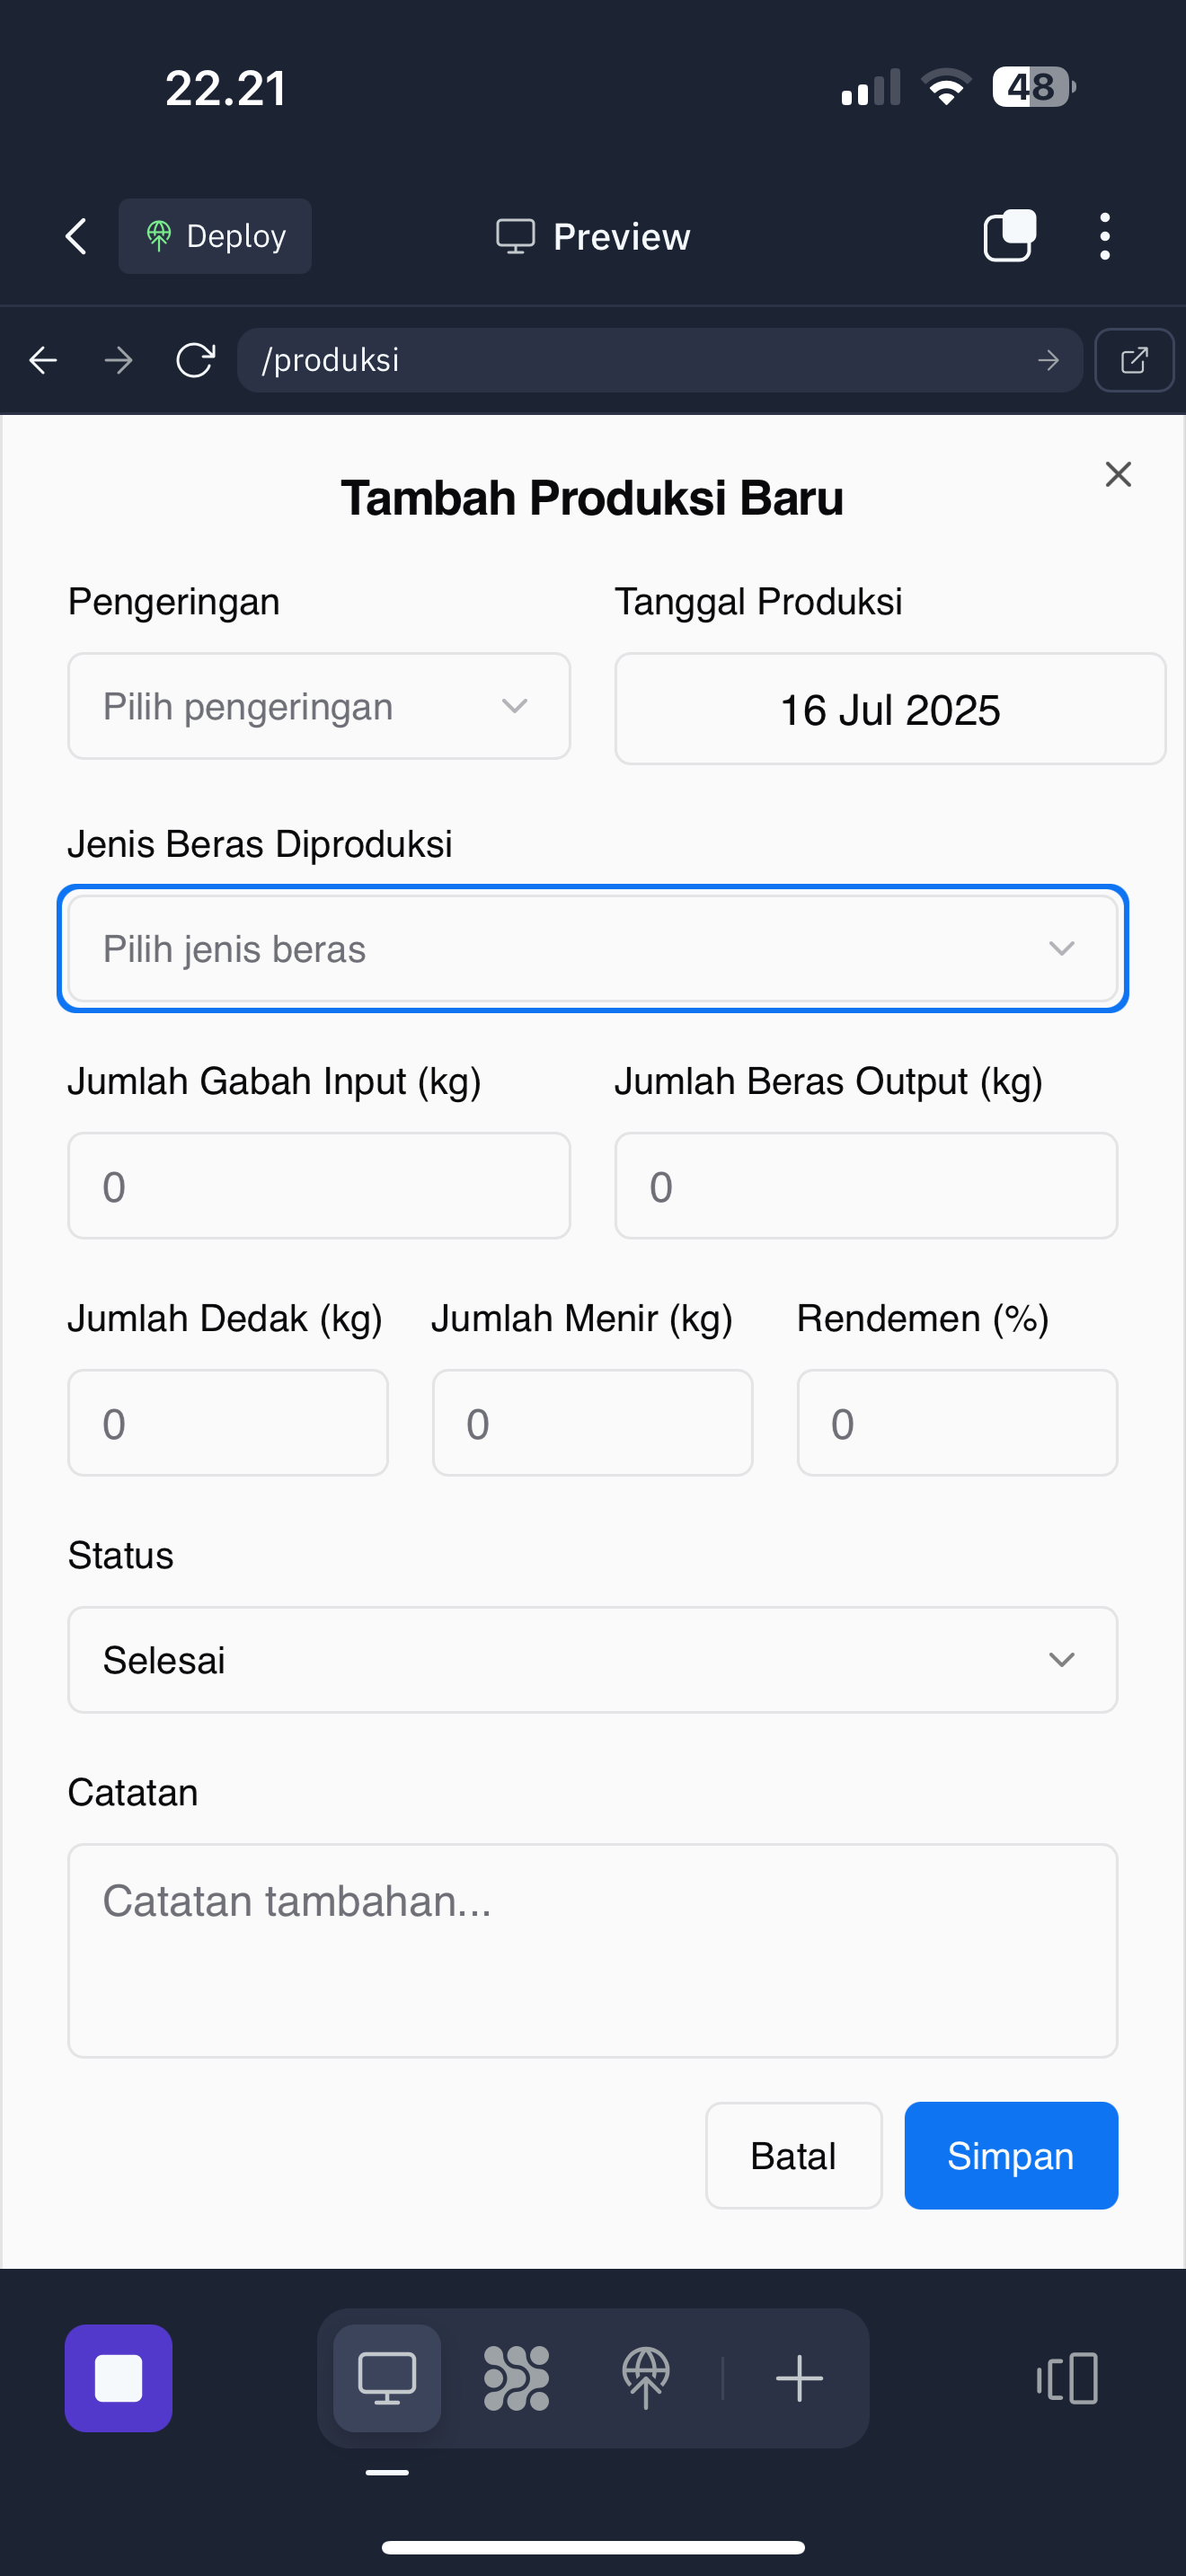 22.21
48
Deploy
Preview
/produksi
Tambah Produksi Baru
Pengeringan
Tanggal Produksi
Pilih pengeringan
16 Jul 2025
Jenis Beras Diproduksi
Pilih jenis beras
Jumlah Gabah Input (kg)
Jumlah Beras Output (kg)
0
0
Jumlah Dedak (kg)
Jumlah Menir (kg)
Rendemen (%)
0
0
0
Status
Selesai
Catatan
Catatan tambahan...
Batal
Simpan